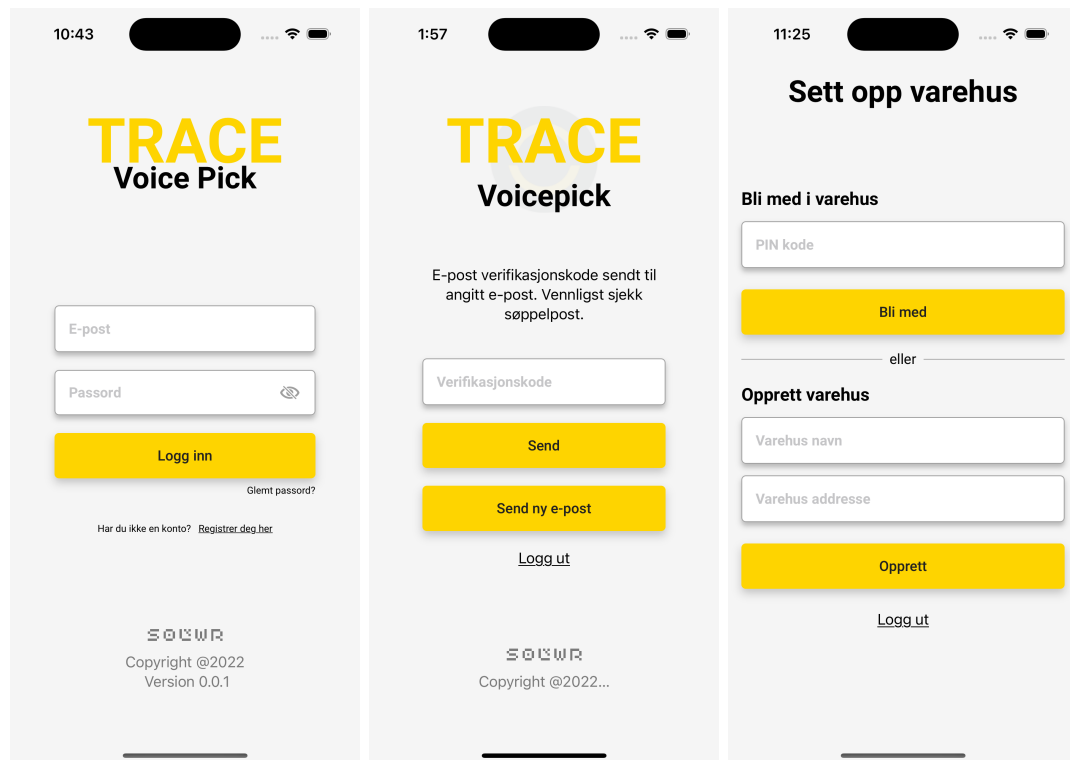 10:43
TRACE
Voice Pick
E-post
Passord
Logg inn
Glemt passord?
Har du ikke en konto? Registrer deg her
SOLWR
Copyright @2022
Version 0.0.1
1:57
TRACE
Voicepick
E-post verifikasjonskode sendt til
angitt e-post. Vennligst sjekk
søppelpost.
Verifikasjonskode
Send
Send ny e-post
Logg ut
SOLWR
Copyright @2022...
11:25
Sett opp varehus
Bli med i varehus
PIN kode
Bli med
eller
Opprett varehus
Varehus navn
Varehus addresse
Opprett
Logg ut